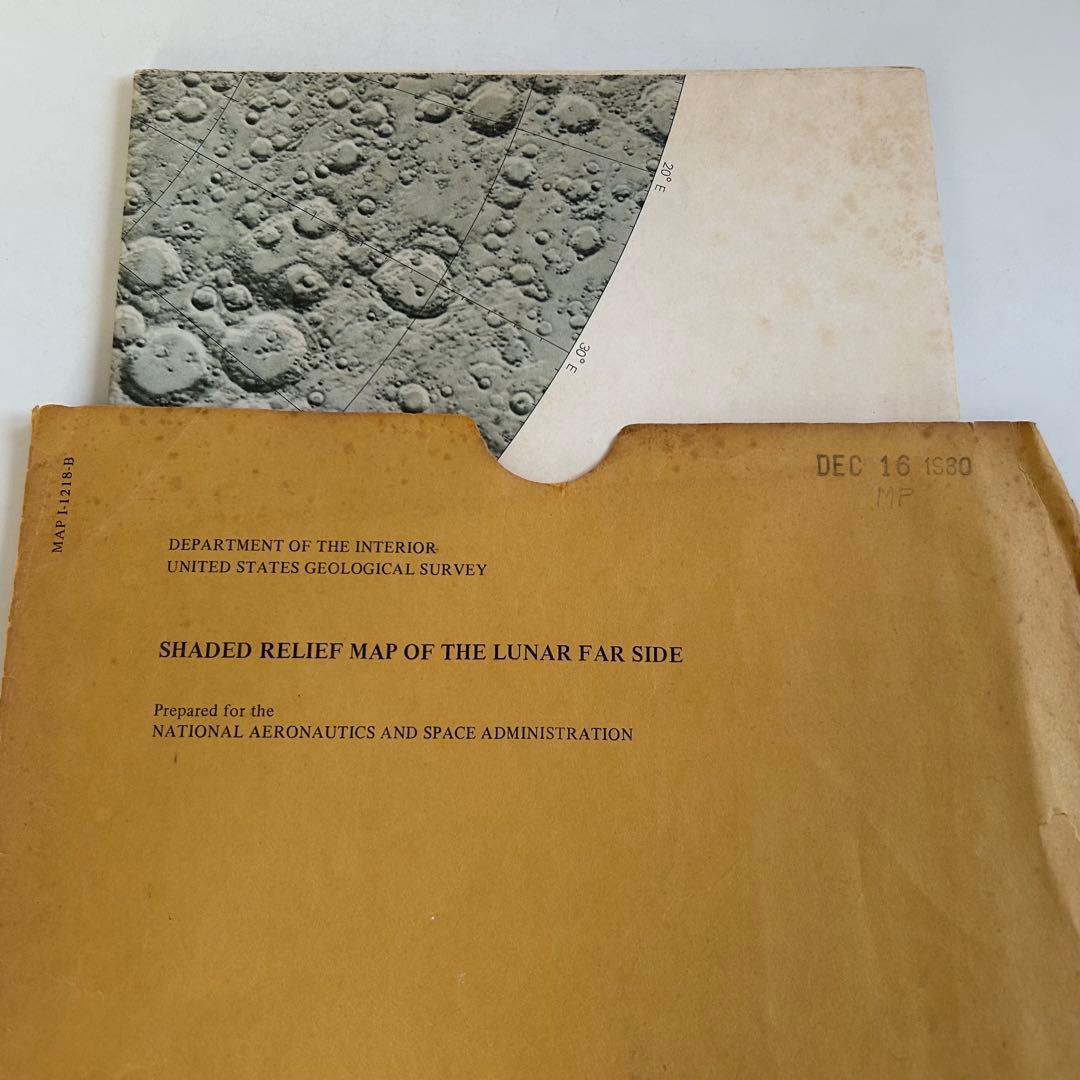 20° E
30° E
MAP I-1218-B
DEC 16 1980
MP
DEPARTMENT OF THE INTERIOR
UNITED STATES GEOLOGICAL SURVEY
SHADED RELIEF MAP OF THE LUNAR FAR SIDE
Prepared for the
NATIONAL AERONAUTICS AND SPACE ADMINISTRATION